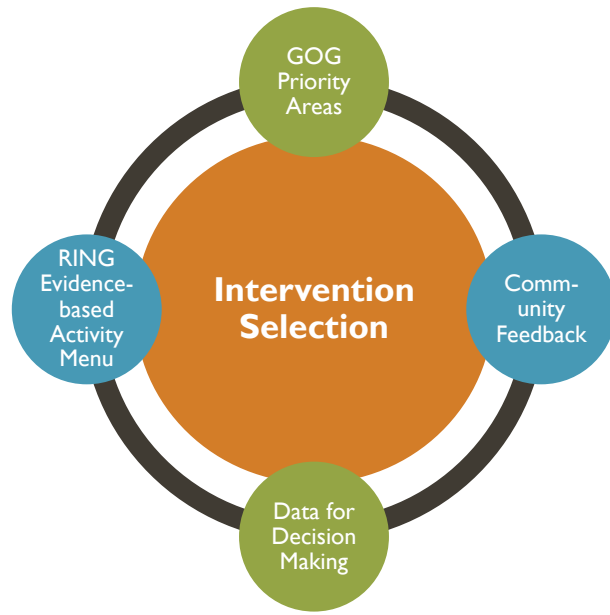 GOG
Priority
Areas
RING
Evidence-
based
Activity
Menu
Intervention
Selection
Comm-
unity
Feedback
Data for
Decision
Making